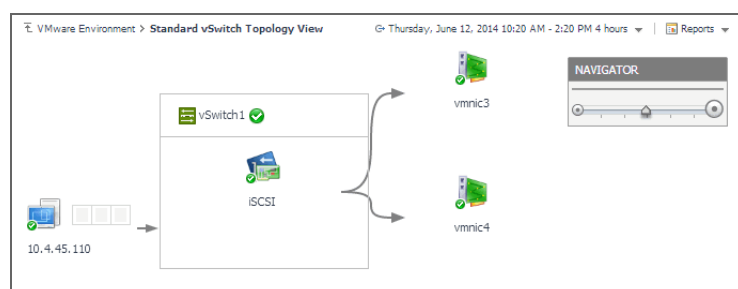 VMware Environment > Standard vSwitch Topology View
Thursday, June 12, 2014 10:20 AM - 2:20 PM 4 hours
Reports
NAVIGATOR
vmnic3
vSwitch1
iSCSI
vmnic4
10.4.45.110